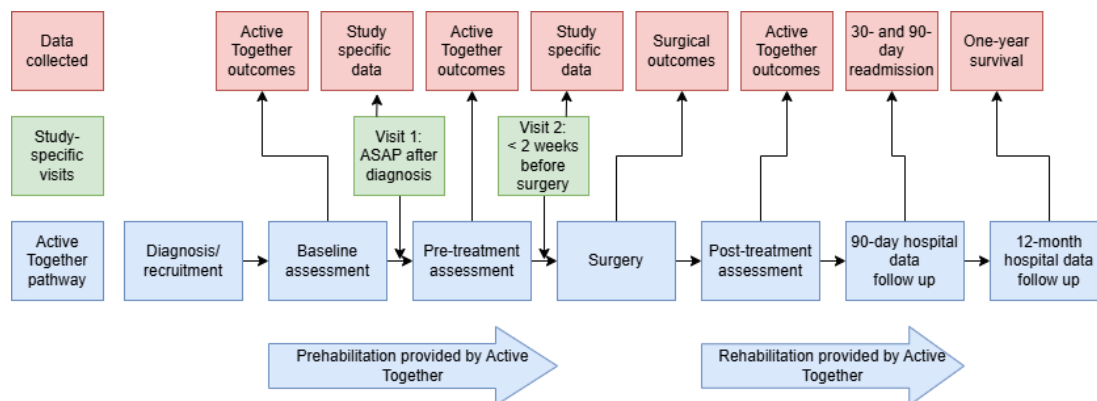 Data
collected
Active
Together
outcomes
Study
specific
data
Active
Together
outcomes
Study
specific
data
Surgical
outcomes
Active
Together
outcomes
30- and 90-
day
readmission
One-year
survival
Study-
specific
visits
Visit 1:
ASAP after
diagnosis
Visit 2:
< 2 weeks
before
surgery
Active
Together
pathway
Diagnosis/
recruitment
Baseline
assessment
Pre-treatment
assessment
Surgery
Post-treatment
assessment
90-day hospital
data
follow up
12-month
hospital data
follow up
Prehabilitation provided by Active
Together
Rehabilitation provided by Active
Together